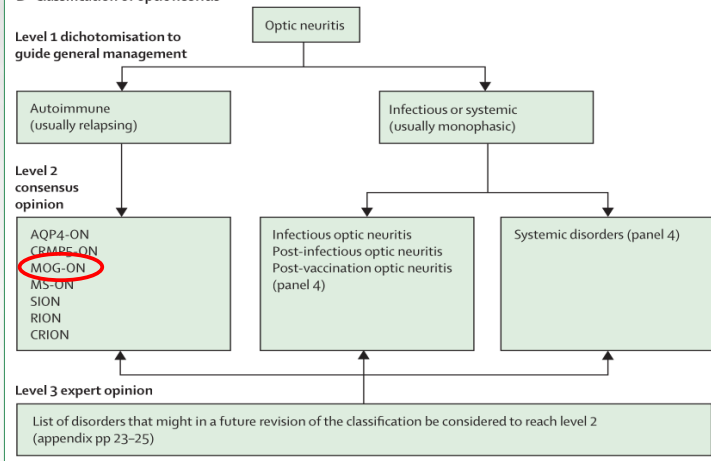 Optic neuritis
Level 1 dichotomisation to
guide general management
Autoimmune
(usually relapsing)
Infectious or systemic
(usually monophasic)
Level 2
consensus
opinion
AQP4-ON
CRMP5-ON
MOG-ON
MS-ON
SION
RION
CRION
Infectious optic neuritis
Post-infectious optic neuritis
Post-vaccination optic neuritis
(panel 4)
Systemic disorders (panel 4)
Level 3 expert opinion
List of disorders that might in a future revision of the classification be considered to reach level 2
(appendix pp 23–25)